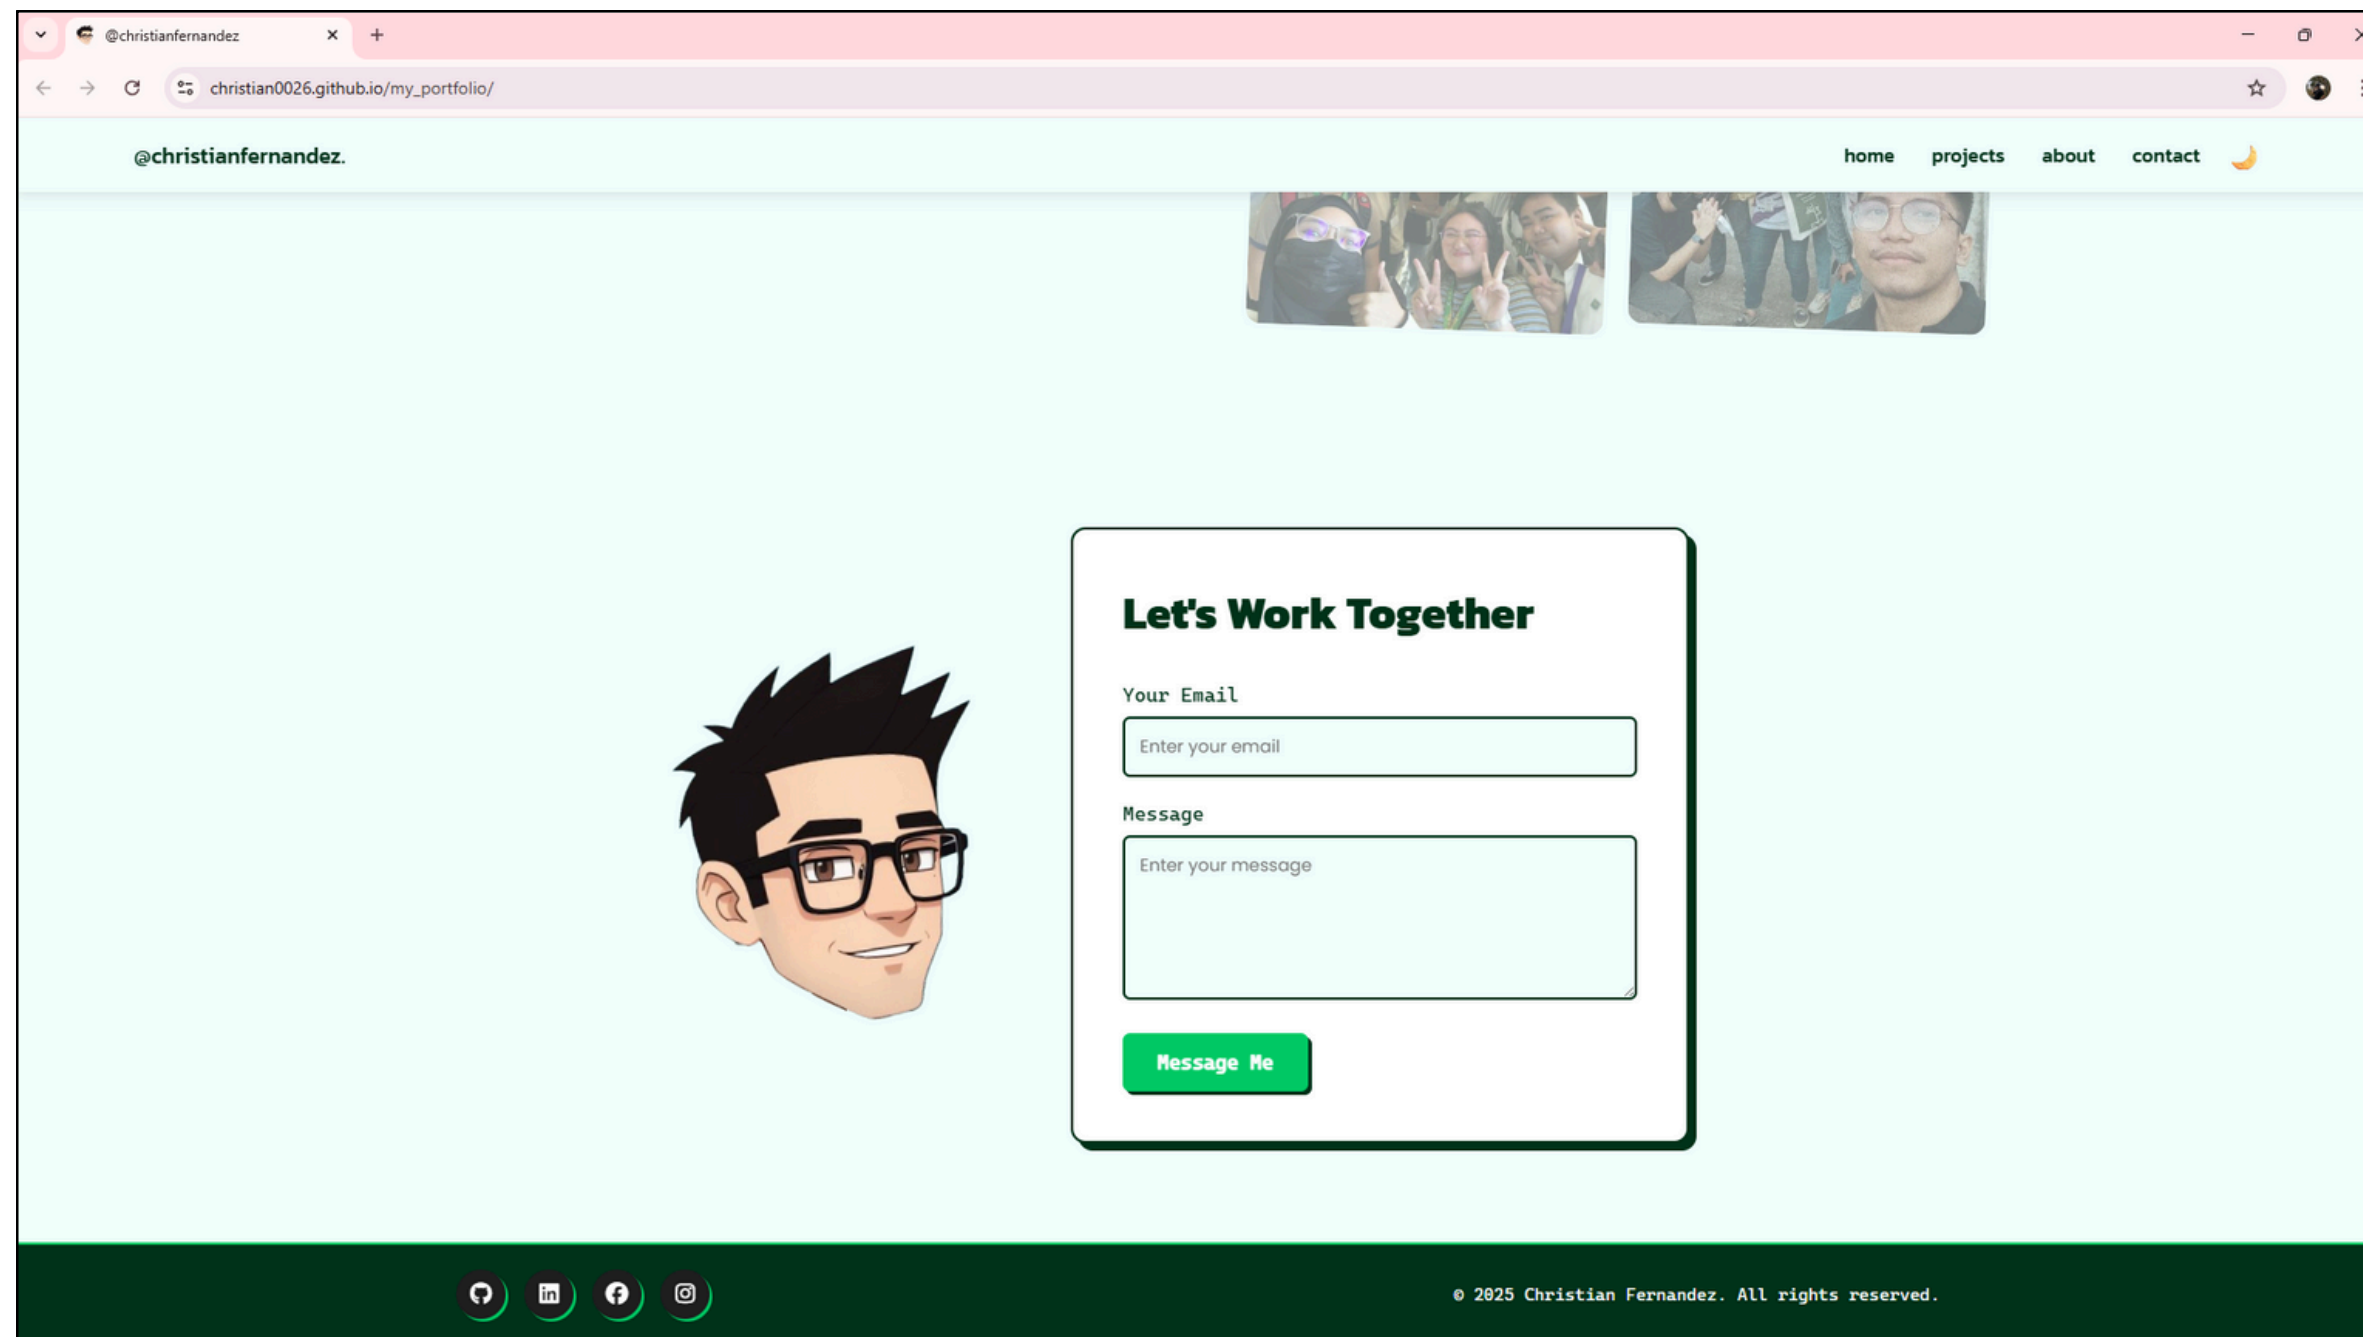 @christianfernandez
christian0026.github.io/my_portfolio/
@christianfernandez.
home projects about contact
Let's Work Together
Your Email
Enter your email
Message
Enter your message
Message Me
© 2025 Christian Fernandez. All rights reserved.